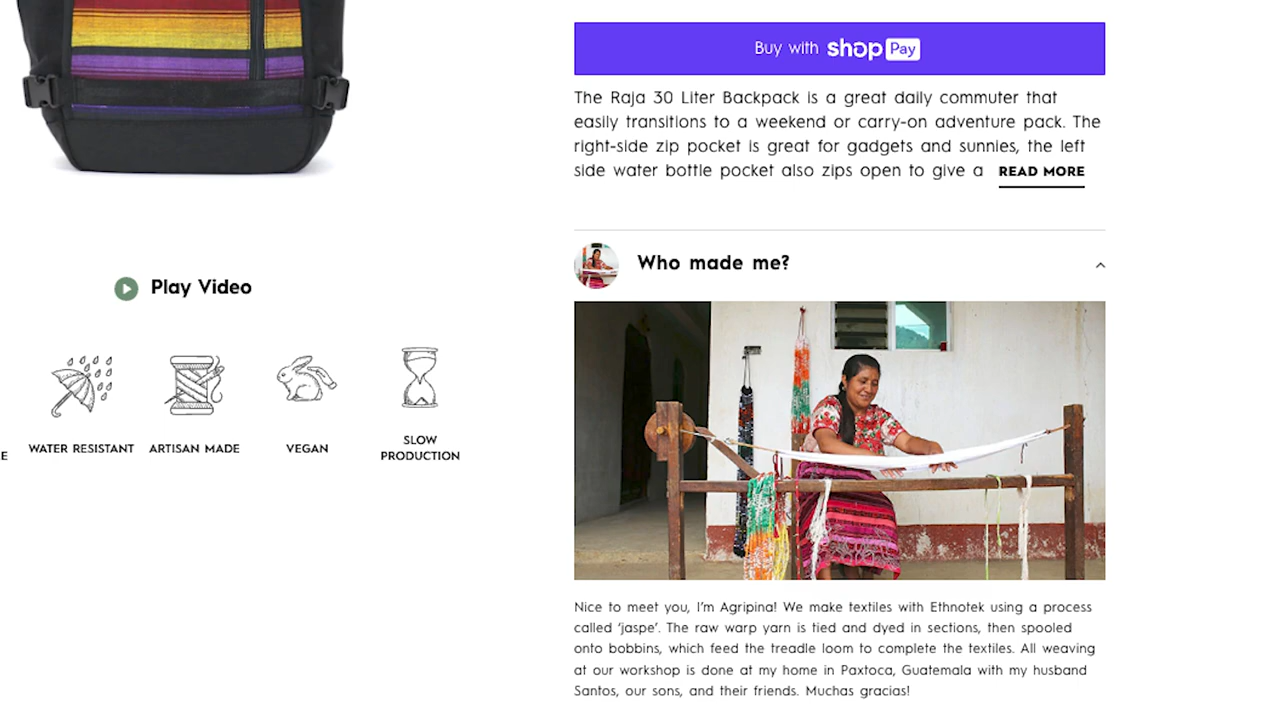 Buy with shop Pay
The Raja 30 Liter Backpack is a great daily commuter that
easily transitions to a weekend or carry-on adventure pack. The
right-side zip pocket is great for gadgets and sunnies, the left
side water bottle pocket also zips open to give a READ MORE
Who made me?
Nice to meet you, I'm Agripina! We make textiles with Ethnotek using a process
called 'jaspe'. The raw warp yarn is tied and dyed in sections, then spooled
onto bobbins, which feed the treadle loom to complete the textiles. All weaving
at our workshop is done at my home in Paxtoca, Guatemala with my husband
Santos, our sons, and their friends. Muchas gracias!
Play Video
E
WATER RESISTANT
ARTISAN MADE
VEGAN
SLOW
PRODUCTION